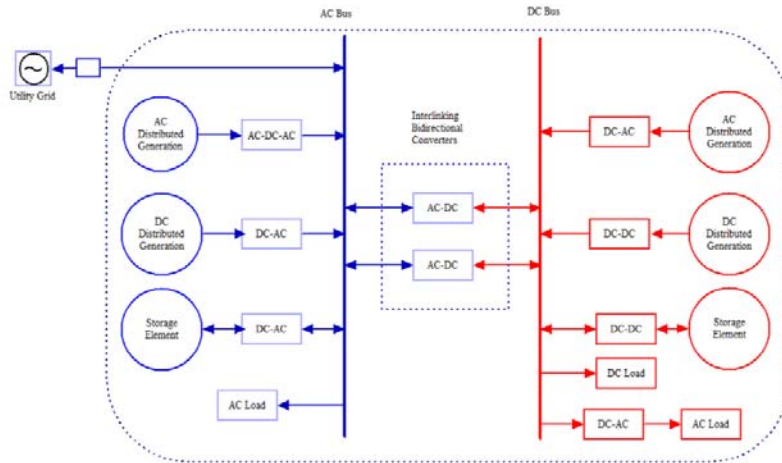 AC Bus
DC Bus
Utility Grid
AC
Distributed
Generation
AC-DC-AC
Interlinking
Bidirectional
Converters
DC-AC
AC
Distributed
Generation
AC-DC
DC
Distributed
Generation
DC-AC
DC-DC
DC
Distributed
Generation
AC-DC
Storage
Element
DC-AC
DC-DC
Storage
Element
DC Load
AC Load
DC-AC
AC Load